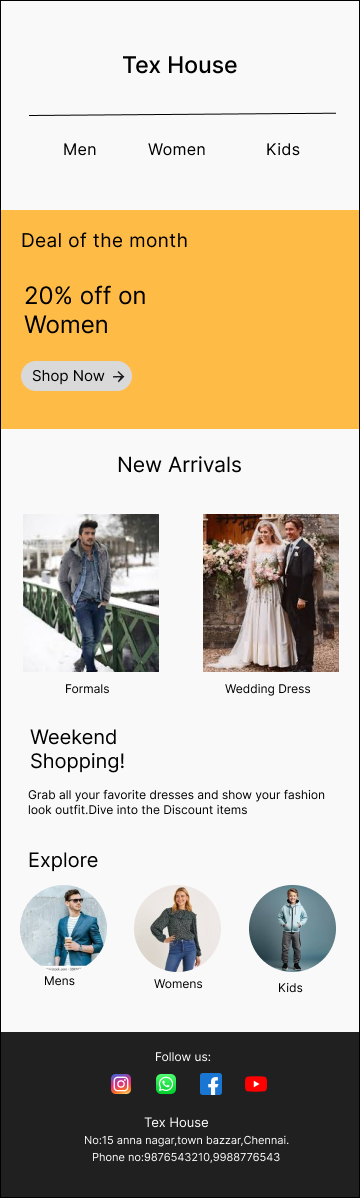 Tex House
Men Women Kids
Deal of the month
20% off on
Women
Shop Now →
New Arrivals
Formals Wedding Dress
Weekend
Shopping!
Grab all your favorite dresses and show your fashion
look outfit.Dive into the Discount items
Explore
Mens Womens Kids
Follow us:
Tex House
No:15 anna nagar,town bazzar,Chennai.
Phone no:9876543210,9988776543